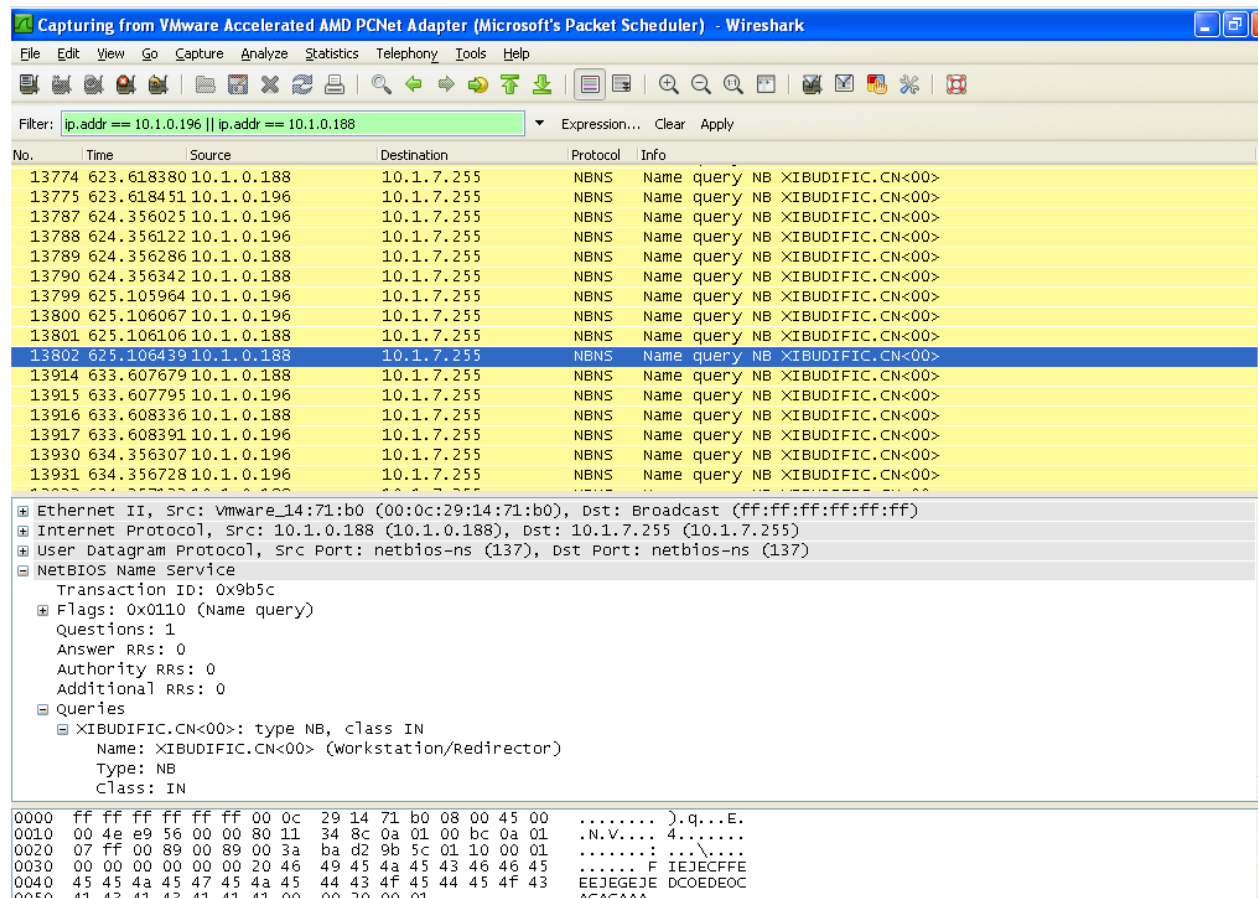 Capturing from VMware Accelerated AMD PCNet Adapter (Microsoft's Packet Scheduler) - Wireshark
File Edit View Go Capture Analyze Statistics Telephony Tools Help
Filter: ip.addr == 10.1.0.196 || ip.addr == 10.1.0.188 Expression... Clear Apply
No. Time Source Destination Protocol Info
13774 623.618380 10.1.0.188 10.1.7.255 NBNS Name query NB XIBUDIFIC.CN<00>
13775 623.618451 10.1.0.196 10.1.7.255 NBNS Name query NB XIBUDIFIC.CN<00>
13787 624.356025 10.1.0.196 10.1.7.255 NBNS Name query NB XIBUDIFIC.CN<00>
13788 624.356122 10.1.0.196 10.1.7.255 NBNS Name query NB XIBUDIFIC.CN<00>
13789 624.356286 10.1.0.188 10.1.7.255 NBNS Name query NB XIBUDIFIC.CN<00>
13790 624.356342 10.1.0.188 10.1.7.255 NBNS Name query NB XIBUDIFIC.CN<00>
13799 625.105964 10.1.0.196 10.1.7.255 NBNS Name query NB XIBUDIFIC.CN<00>
13800 625.106067 10.1.0.196 10.1.7.255 NBNS Name query NB XIBUDIFIC.CN<00>
13801 625.106106 10.1.0.188 10.1.7.255 NBNS Name query NB XIBUDIFIC.CN<00>
13802 625.106439 10.1.0.188 10.1.7.255 NBNS Name query NB XIBUDIFIC.CN<00>
13914 633.607679 10.1.0.188 10.1.7.255 NBNS Name query NB XIBUDIFIC.CN<00>
13915 633.607795 10.1.0.196 10.1.7.255 NBNS Name query NB XIBUDIFIC.CN<00>
13916 633.608336 10.1.0.188 10.1.7.255 NBNS Name query NB XIBUDIFIC.CN<00>
13917 633.608391 10.1.0.196 10.1.7.255 NBNS Name query NB XIBUDIFIC.CN<00>
13930 634.356307 10.1.0.196 10.1.7.255 NBNS Name query NB XIBUDIFIC.CN<00>
13931 634.356728 10.1.0.196 10.1.7.255 NBNS Name query NB XIBUDIFIC.CN<00>
Ethernet II, Src: Vmware_14:71:b0 (00:0c:29:14:71:b0), Dst: Broadcast (ff:ff:ff:ff:ff:ff)
Internet Protocol, Src: 10.1.0.188 (10.1.0.188), Dst: 10.1.7.255 (10.1.7.255)
User Datagram Protocol, Src Port: netbios-ns (137), Dst Port: netbios-ns (137)
NetBIOS Name Service
Transaction ID: 0x9b5c
Flags: 0x0110 (Name query)
Questions: 1
Answer RRs: 0
Authority RRs: 0
Additional RRs: 0
Queries
XIBUDIFIC.CN<00>: type NB, class IN
Name: XIBUDIFIC.CN<00> (Workstation/Redirector)
Type: NB
Class: IN
0000 ff ff ff ff ff ff 00 0c 29 14 71 b0 08 00 45 00 ........ ).q...E.
0010 00 4e e9 56 00 00 80 11 34 8c 0a 01 00 bc 0a 01 .N.V.... 4.......
0020 07 ff 00 89 00 89 00 3a ba d2 9b 5c 01 10 00 01 .......: ...\....
0030 00 00 00 00 00 00 20 46 49 45 4a 45 43 46 46 45 ...... F IEJECFFE
0040 45 45 4a 45 47 45 4a 45 44 43 4f 45 44 45 4f 43 EEJEGEJE DCOEDEOC
0050 41 43 41 43 41 41 41 00 00 20 00 01 ACACAAA.